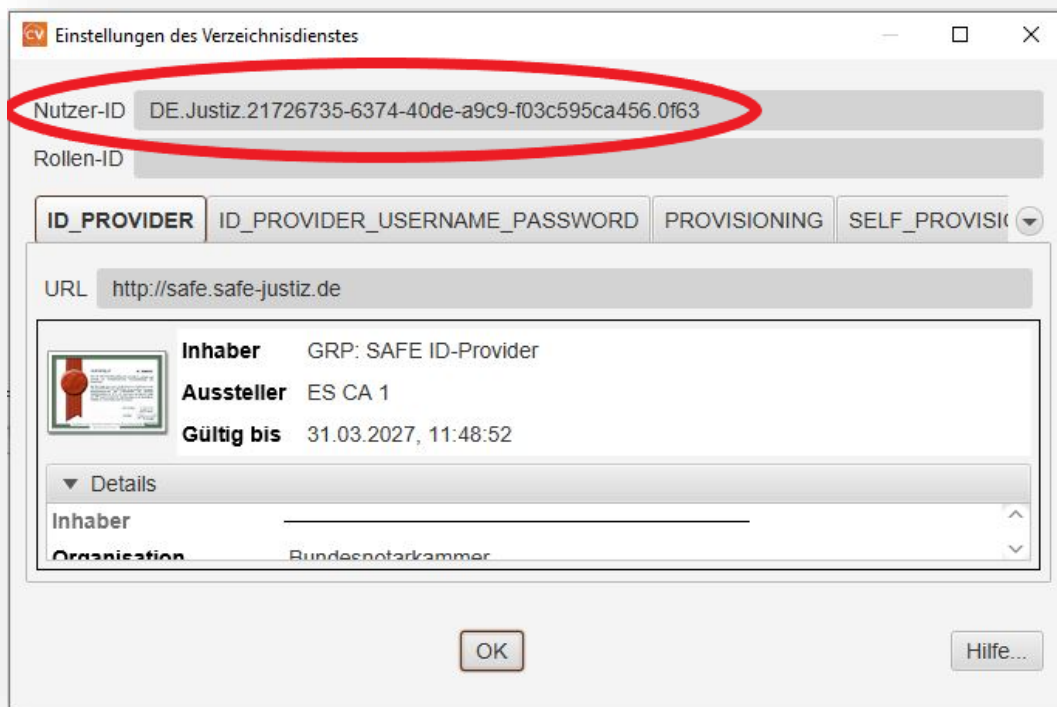 CV Einstellungen des Verzeichnisdienstes
Nutzer-ID DE.Justiz.21726735-6374-40de-a9c9-f03c595ca456.0f63
Rollen-ID
ID_PROVIDER ID_PROVIDER_USERNAME_PASSWORD PROVISIONING SELF_PROVISI
URL http://safe.safe-justiz.de
Inhaber GRP: SAFE ID-Provider
Aussteller ES CA 1
Gültig bis 31.03.2027, 11:48:52
Details
Inhaber
Organisation Bundesnotarkammer
OK Hilfe...